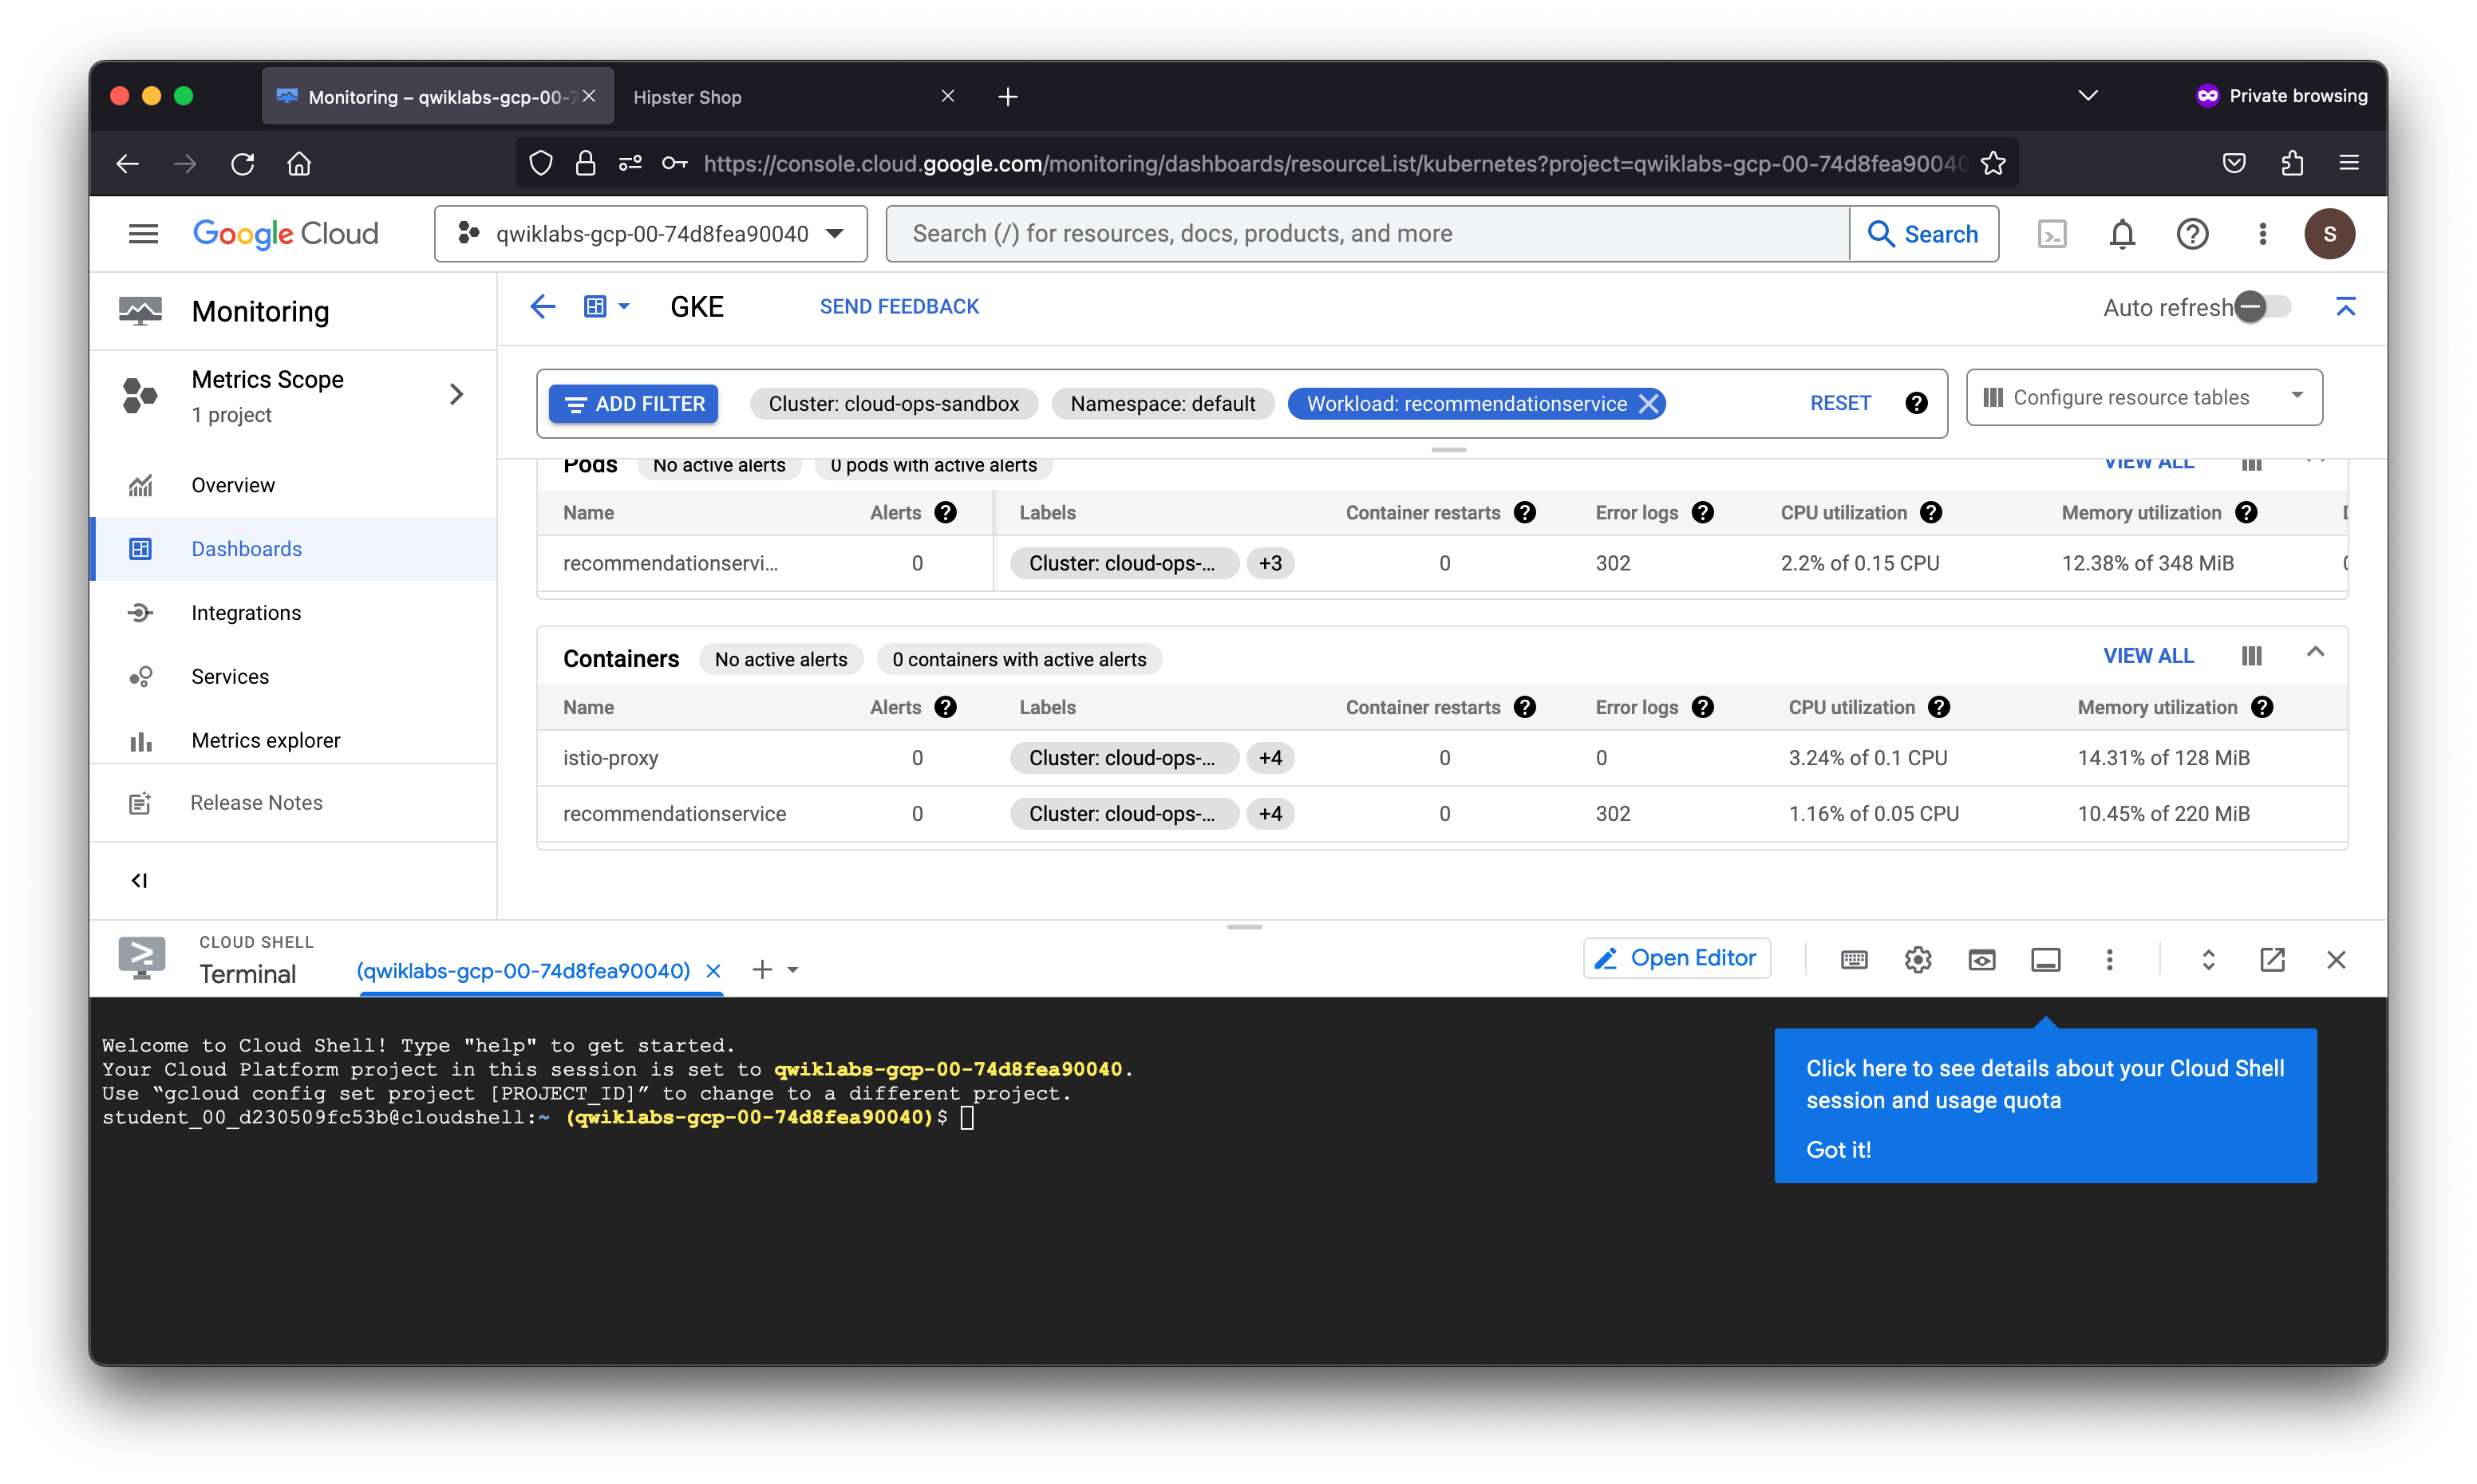 Monitoring – qwiklabs-gcp-00-7
Hipster Shop
Private browsing
https://console.cloud.google.com/monitoring/dashboards/resourceList/kubernetes?project=qwiklabs-gcp-00-74d8fea90040
Google Cloud
qwiklabs-gcp-00-74d8fea90040
Search (/) for resources, docs, products, and more
Search
S
Monitoring
Metrics Scope
1 project
Overview
Dashboards
Integrations
Services
Metrics explorer
Release Notes
GKE
SEND FEEDBACK
Auto refresh
ADD FILTER
Cluster: cloud-ops-sandbox
Namespace: default
Workload: recommendationservice
RESET
Configure resource tables
Pods No active alerts 0 pods with active alerts VIEW ALL
Name Alerts Labels Container restarts Error logs CPU utilization Memory utilization
recommendationservi... 0 Cluster: cloud-ops-... +3 0 302 2.2% of 0.15 CPU 12.38% of 348 MiB
Containers No active alerts 0 containers with active alerts VIEW ALL
Name Alerts Labels Container restarts Error logs CPU utilization Memory utilization
istio-proxy 0 Cluster: cloud-ops-... +4 0 0 3.24% of 0.1 CPU 14.31% of 128 MiB
recommendationservice 0 Cluster: cloud-ops-... +4 0 302 1.16% of 0.05 CPU 10.45% of 220 MiB
CLOUD SHELL
Terminal
(qwiklabs-gcp-00-74d8fea90040)
Open Editor
Welcome to Cloud Shell! Type "help" to get started.
Your Cloud Platform project in this session is set to qwiklabs-gcp-00-74d8fea90040.
Use “gcloud config set project [PROJECT_ID]” to change to a different project.
student_00_d230509fc53b@cloudshell:~ (qwiklabs-gcp-00-74d8fea90040)$
Click here to see details about your Cloud Shell
session and usage quota
Got it!